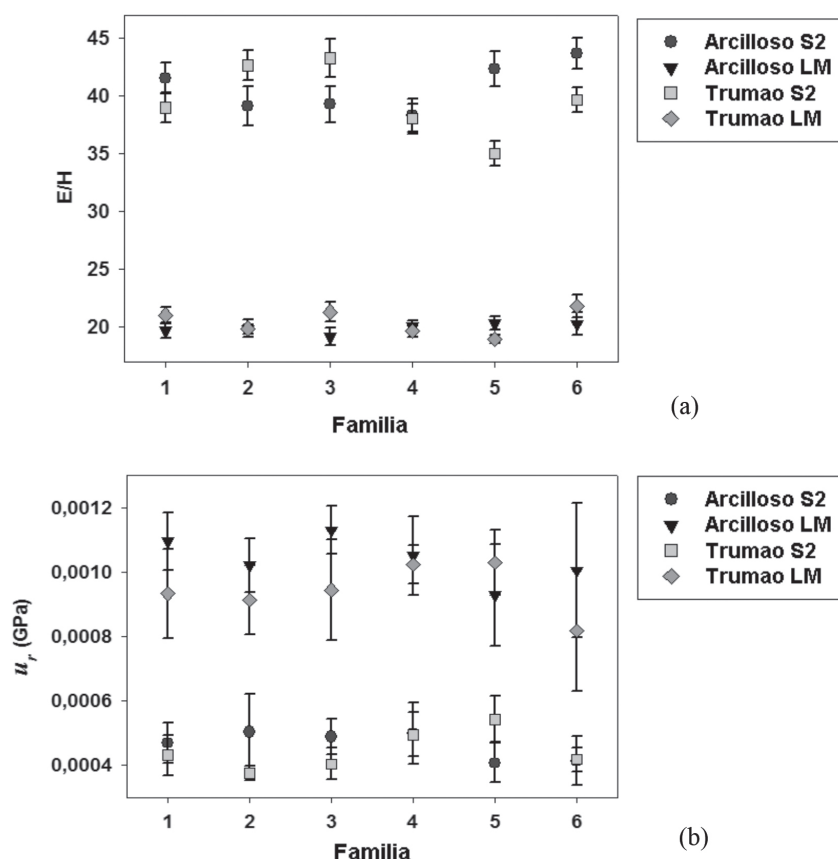 45
40
35
30
25
20
E/H
1 2 3 4 5 6
Familia
Arcilloso S2
Arcilloso LM
Trumao S2
Trumao LM
(a)
0,0012
0,0010
0,0008
0,0006
0,0004
u_r (GPa)
1 2 3 4 5 6
Familia
Arcilloso S2
Arcilloso LM
Trumao S2
Trumao LM
(b)